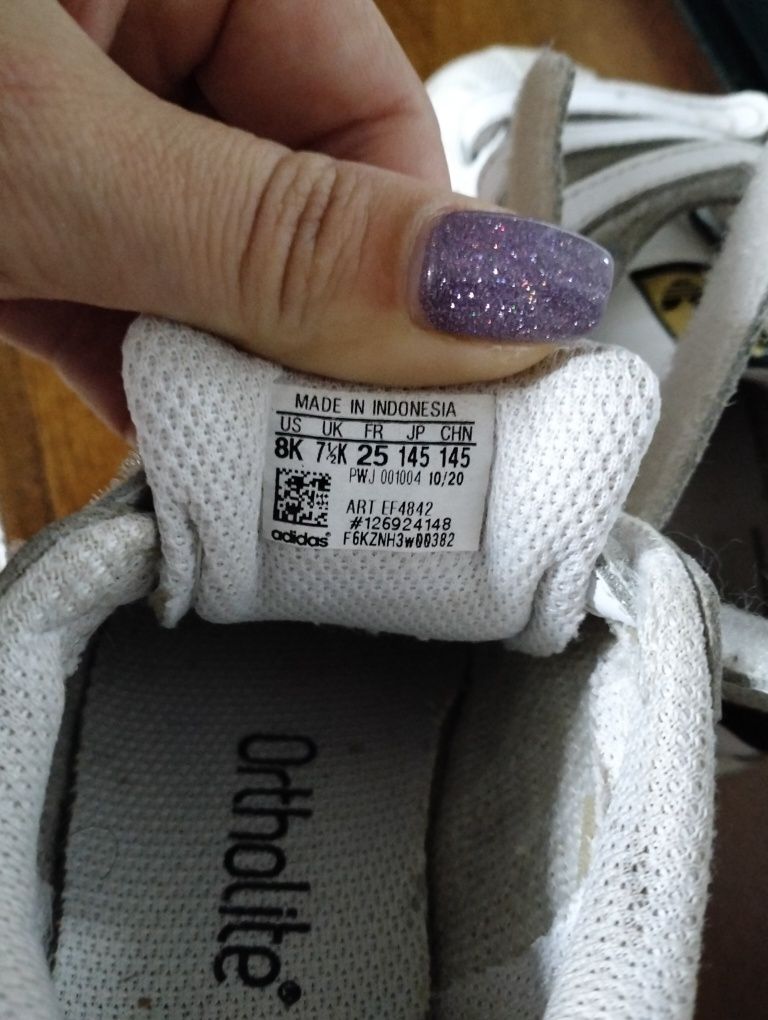 MADE IN INDONESIA
US UK FR JP CHN
8K 7½K 25 145 145
PWJ 001004 10/20
ART EF4842
#126924148
adidas® F6KZNH3w00382
Ortholite®